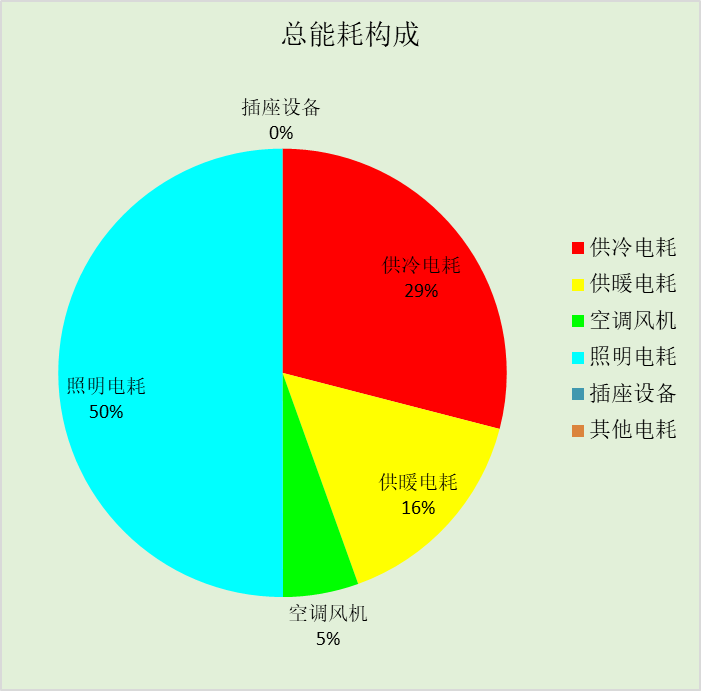 总能耗构成
插座设备
0%
供冷电耗
29%
照明电耗
50%
供暖电耗
16%
空调风机
5%
供冷电耗
供暖电耗
空调风机
照明电耗
插座设备
其他电耗